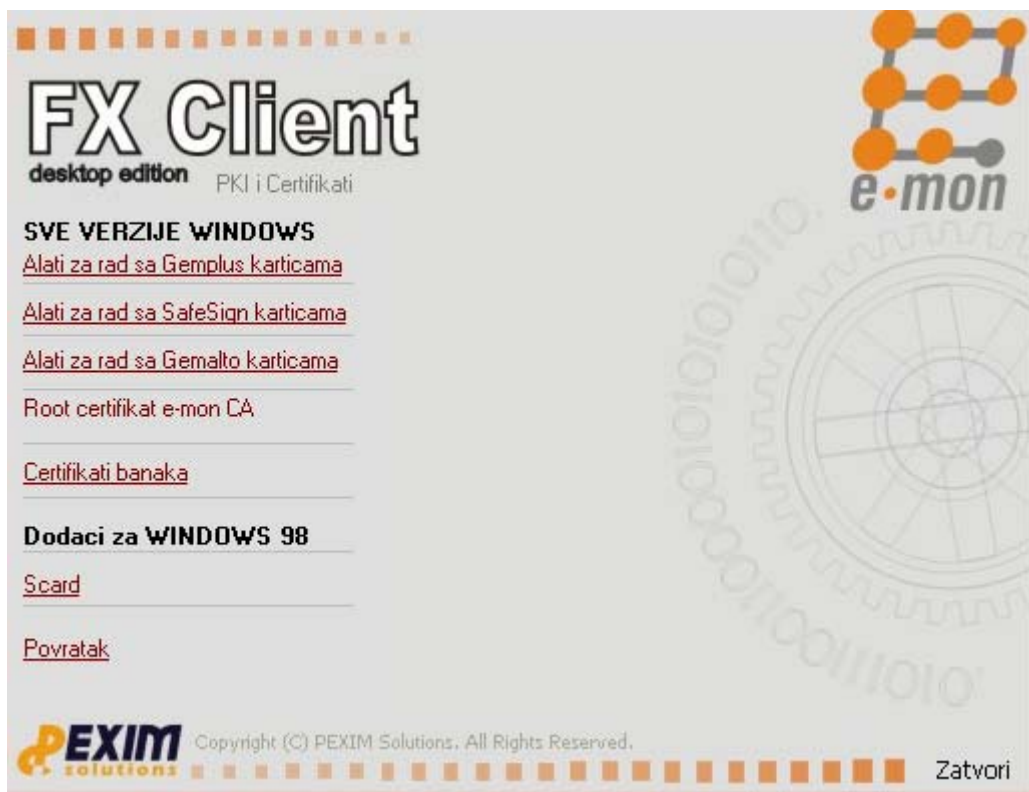 FX Client
desktop edition
PKI i Certifikati
e-mon
SVE VERZIJE WINDOWS
Alati za rad sa Gemplus karticama
Alati za rad sa SafeSign karticama
Alati za rad sa Gemalto karticama
Root certifikat e-mon CA
Certifikati banaka
Dodaci za WINDOWS 98
Scard
Povratak
PEXIM
solutions
Copyright (C) PEXIM Solutions. All Rights Reserved.
Zatvori